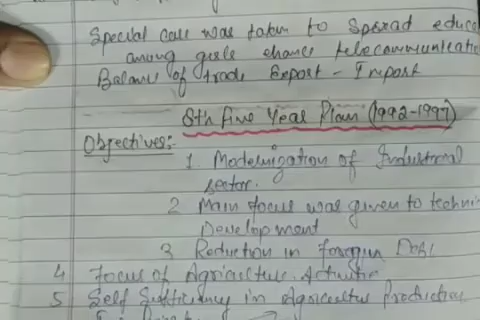 Special care was taken to Spread educa
among girls chance telecommunicatio
Balance of trade Export - Import
8th five Year Plan (1992-1997)
Objectives:-
1. Modernization of Industrial
sector.
2 Main focus was given to techni
Development
3 Reduction in Foreign Debt
4 Focus of Agriculture Activitie
5 Self Sufficiency in Agricultur Production